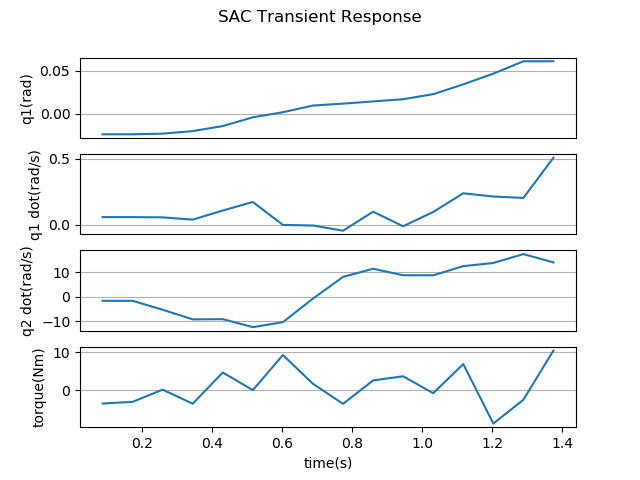 SAC Transient Response
q1(rad)
0.05
0.00
q1 dot(rad/s)
0.5
0.0
q2 dot(rad/s)
10
0
−10
torque(Nm)
10
0
0.2 0.4 0.6 0.8 1.0 1.2 1.4
time(s)